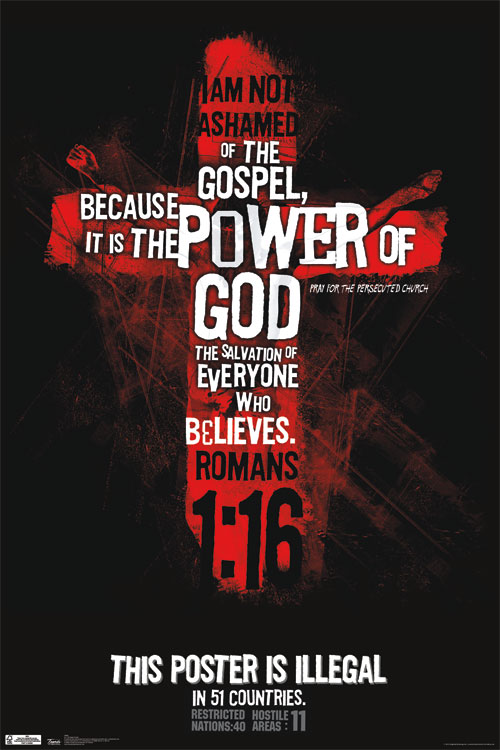 I AM NOT
ASHAMED
OF THE
GOSPEL,
BECAUSE
IT IS THE POWER OF
GOD
PRAY FOR THE PERSECUTED CHURCH
THE SALVATION OF
EVERYONE
WHO
BELIEVES.
ROMANS
1:16
THIS POSTER IS ILLEGAL
IN 51 COUNTRIES.
RESTRICTED NATIONS:40
HOSTILE AREAS : 11
Trends